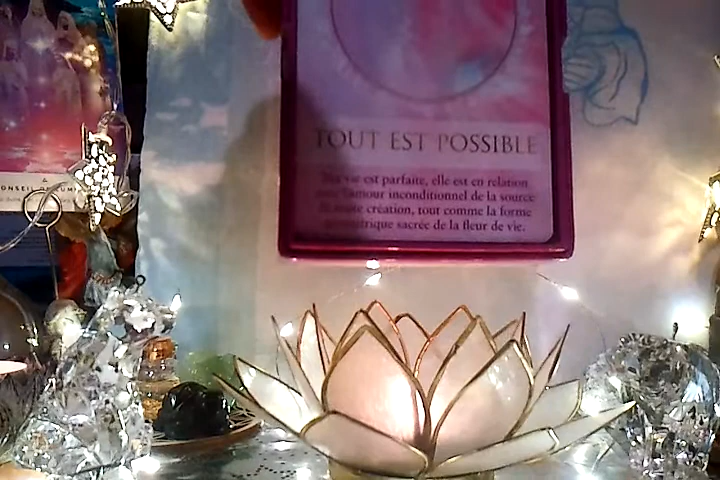 TOUT EST POSSIBLE
vie est parfaite, elle est en relation
l'amour inconditionnel de la source
toute création, tout comme la forme
géométrique sacrée de la fleur de vie.